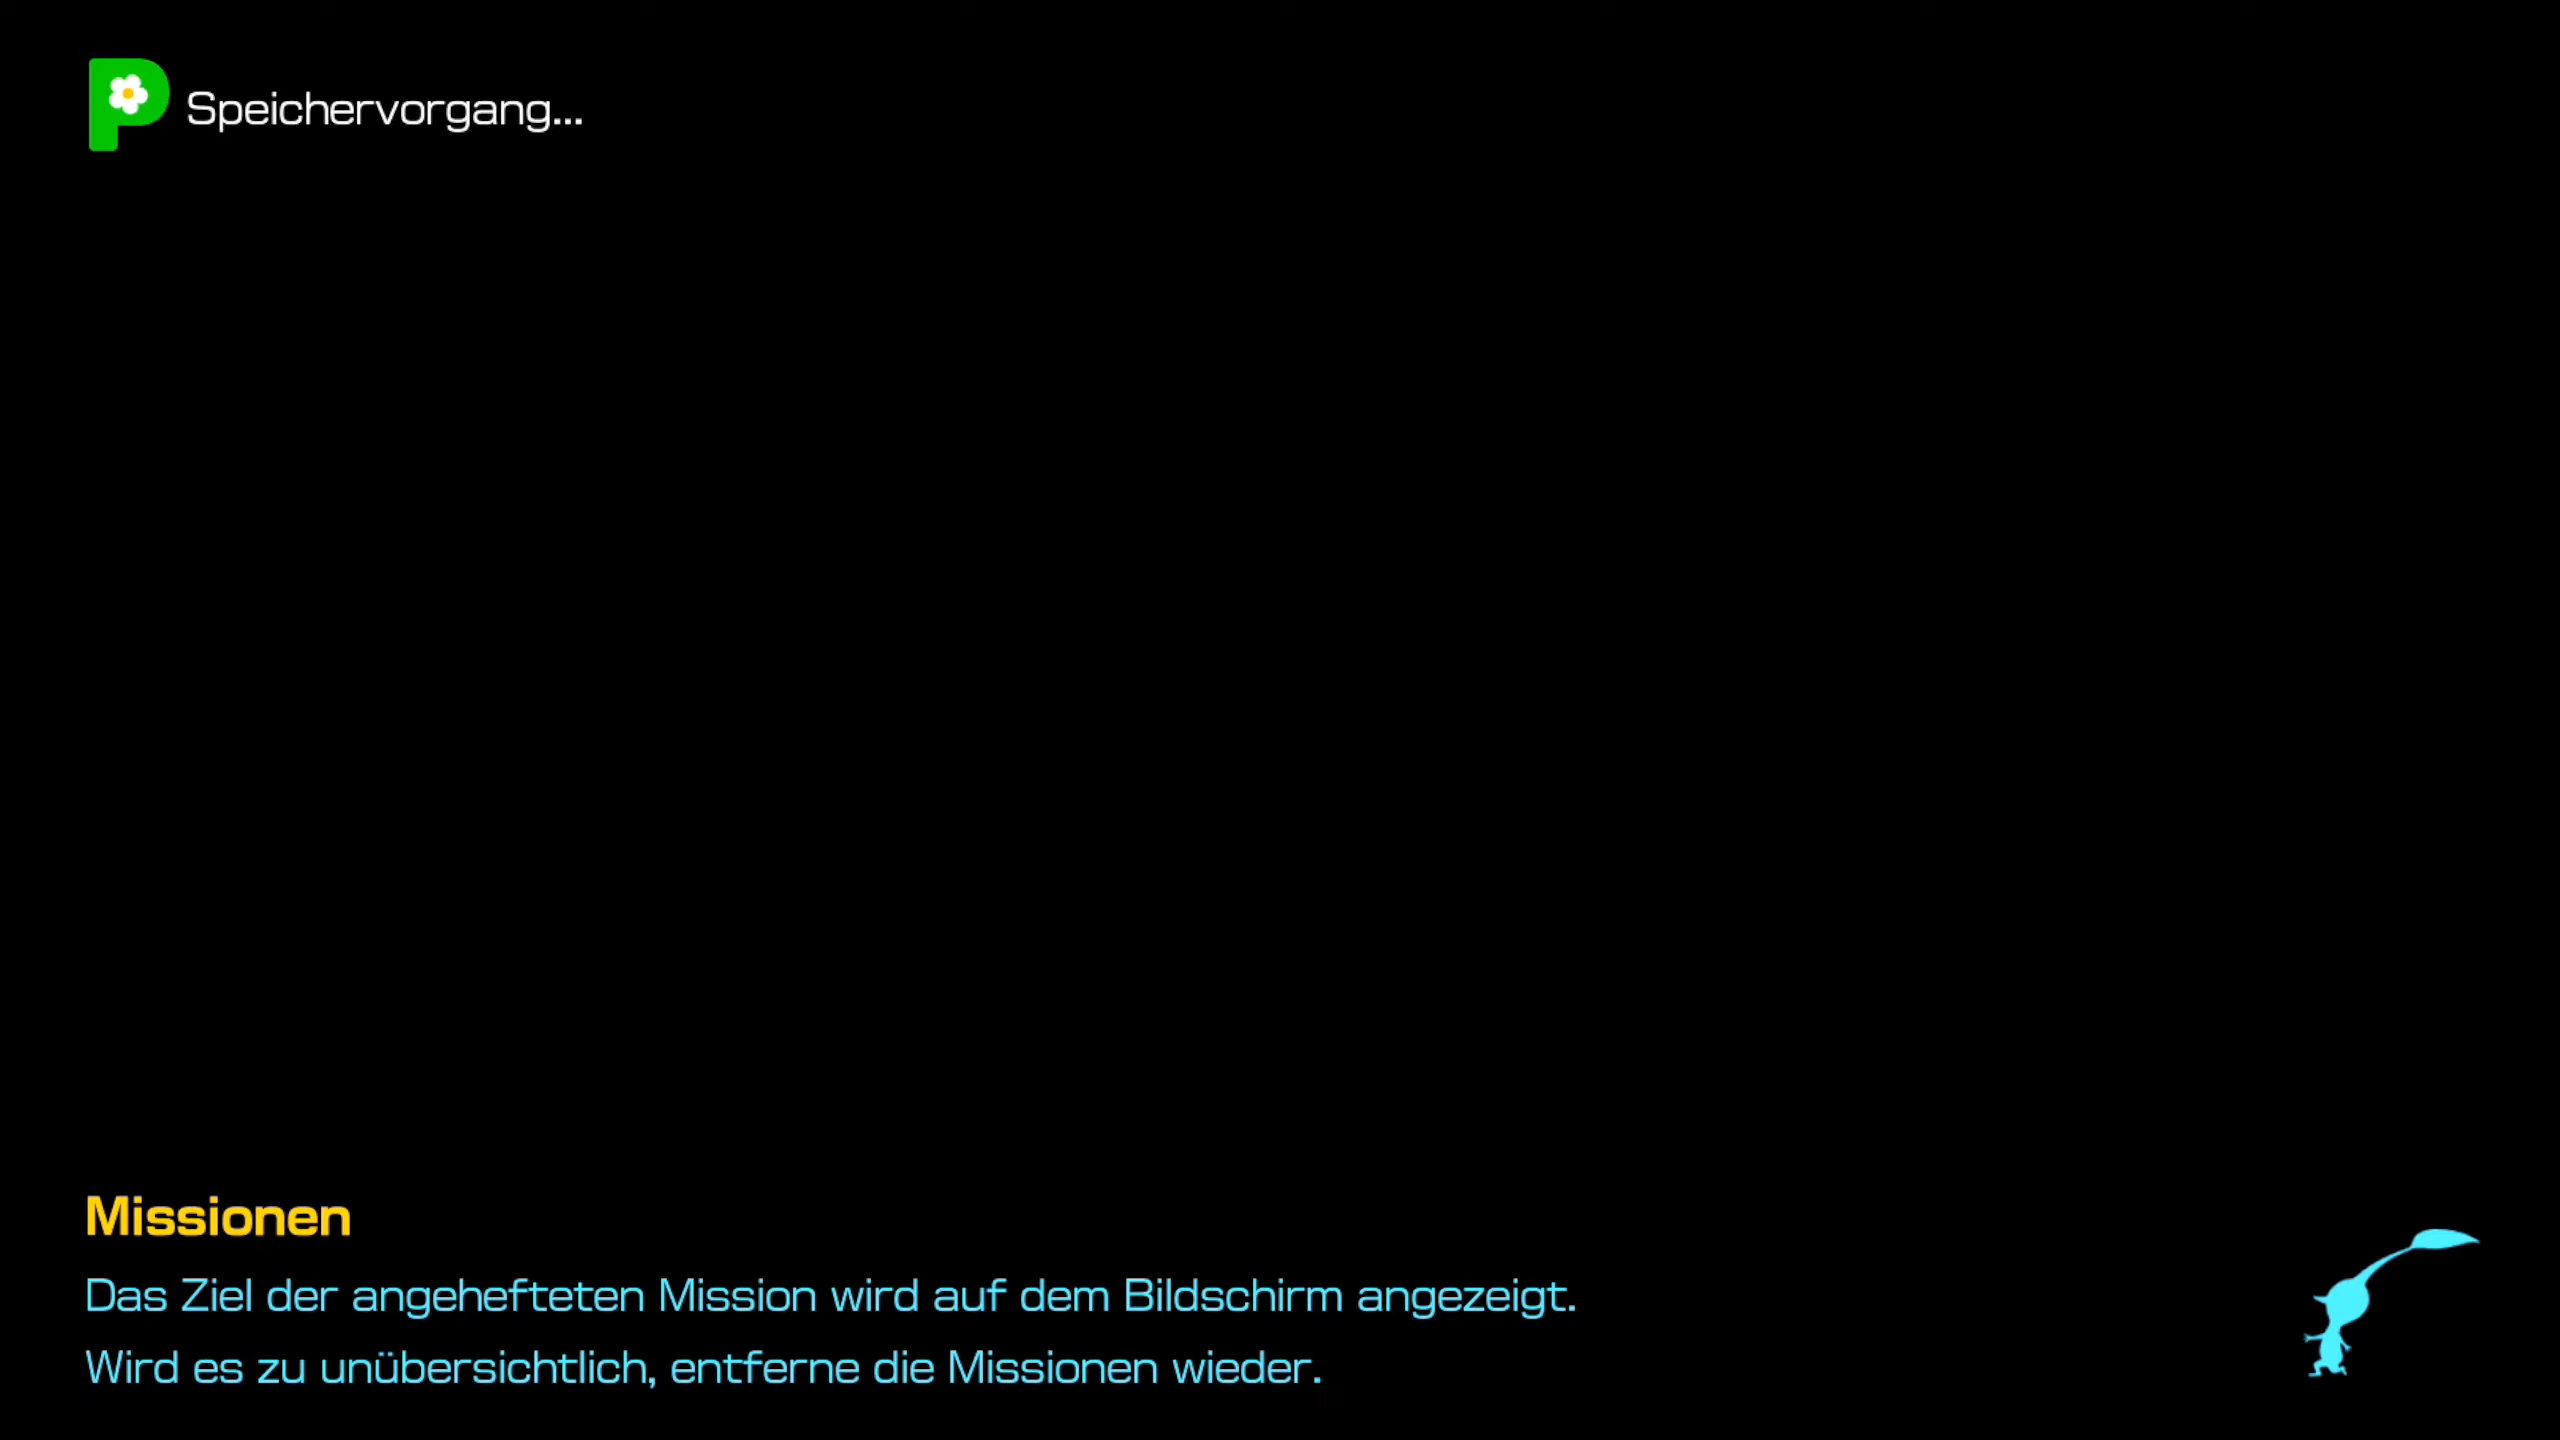 P Speichervorgang...
Missionen
Das Ziel der angehefteten Mission wird auf dem Bildschirm angezeigt.
Wird es zu unübersichtlich, entferne die Missionen wieder.